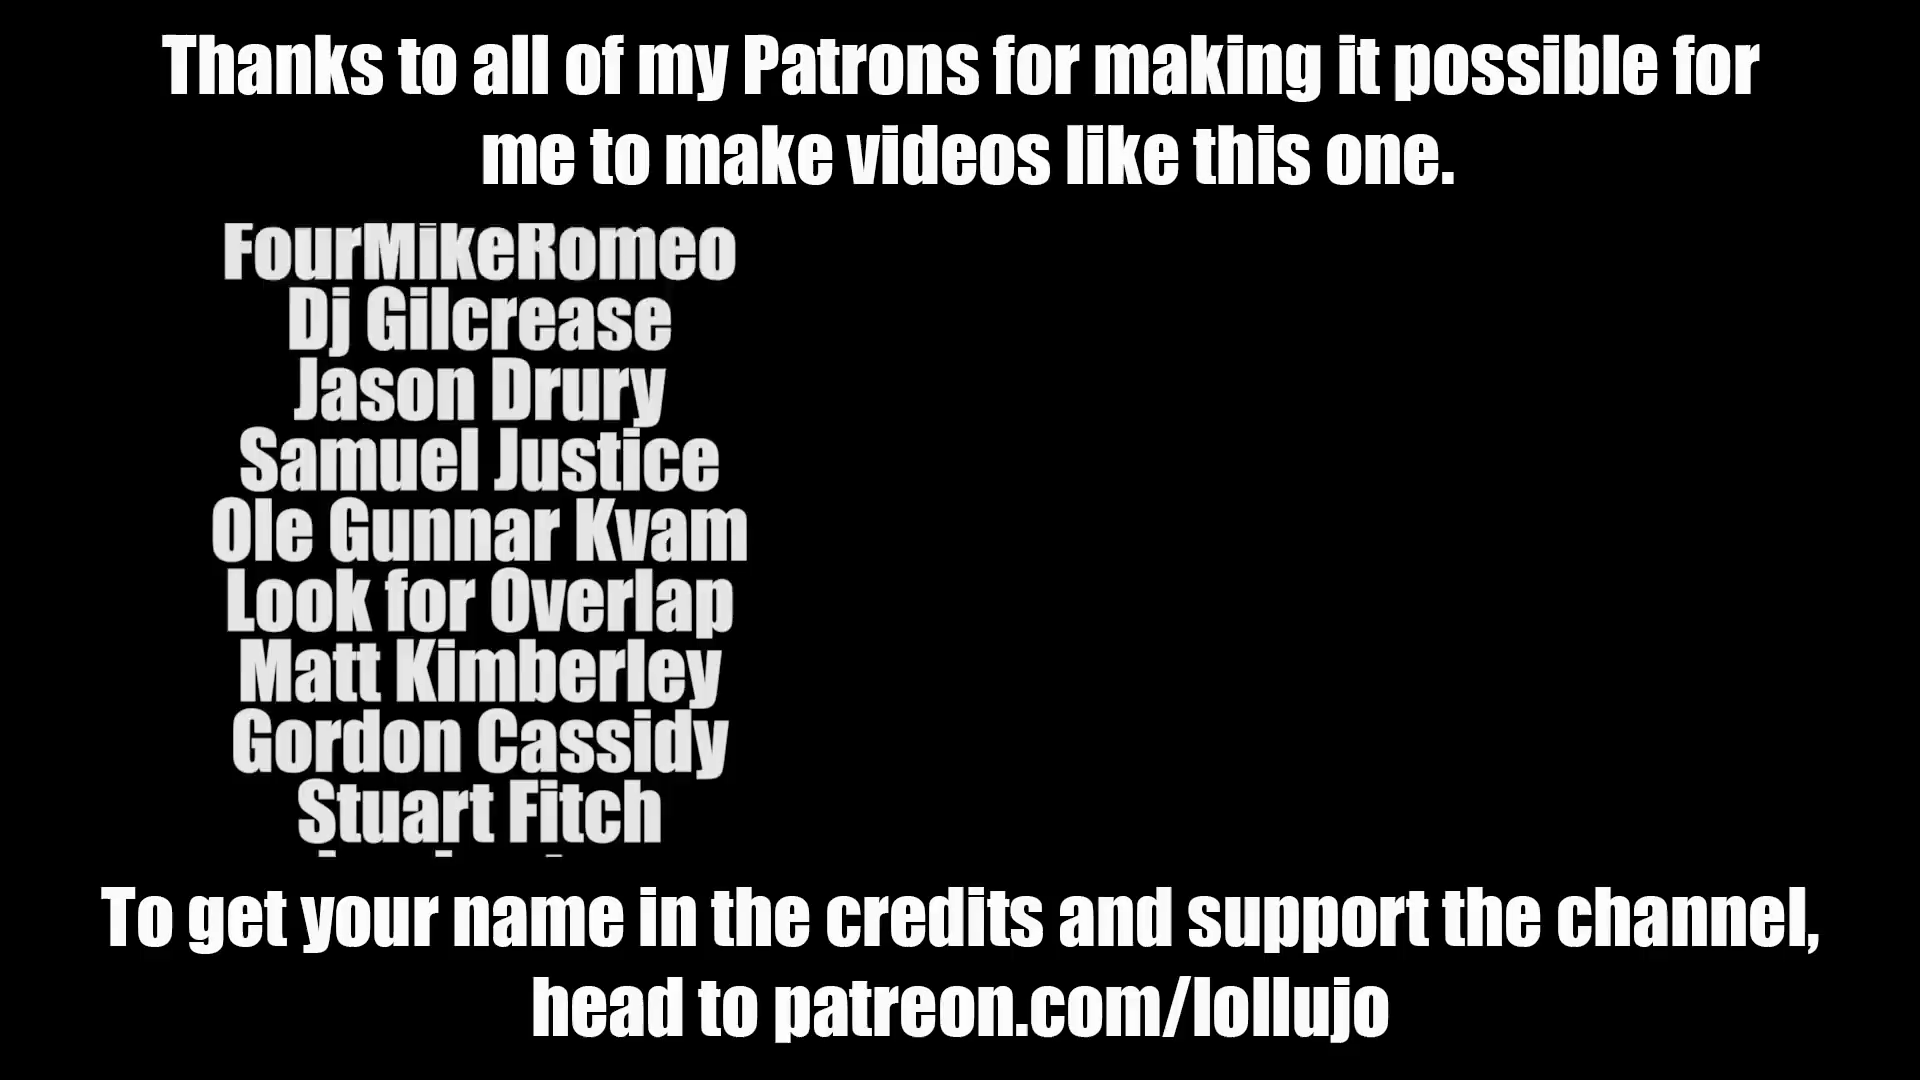 Thanks to all of my Patrons for making it possible for
me to make videos like this one.
FourMikeRomeo
Dj Gilcrease
Jason Drury
Samuel Justice
Ole Gunnar Kvam
Look for Overlap
Matt Kimberley
Gordon Cassidy
Stuart Fitch
To get your name in the credits and support the channel,
head to patreon.com/lollujo